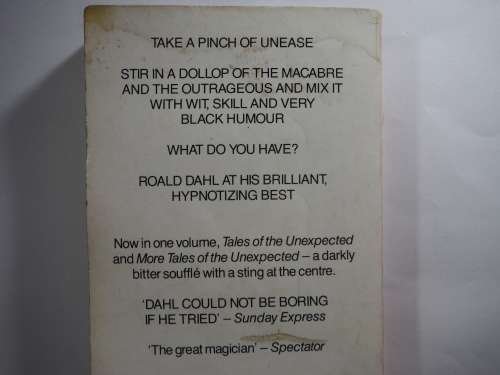 TAKE A PINCH OF UNEASE
STIR IN A DOLLOP OF THE MACABRE
AND THE OUTRAGEOUS AND MIX IT
WITH WIT, SKILL AND VERY
BLACK HUMOUR
WHAT DO YOU HAVE?
ROALD DAHL AT HIS BRILLIANT,
HYPNOTIZING BEST
Now in one volume, Tales of the Unexpected
and More Tales of the Unexpected – a darkly
bitter soufflé with a sting at the centre.
‘DAHL COULD NOT BE BORING
IF HE TRIED’ – Sunday Express
‘The great magician’ – Spectator